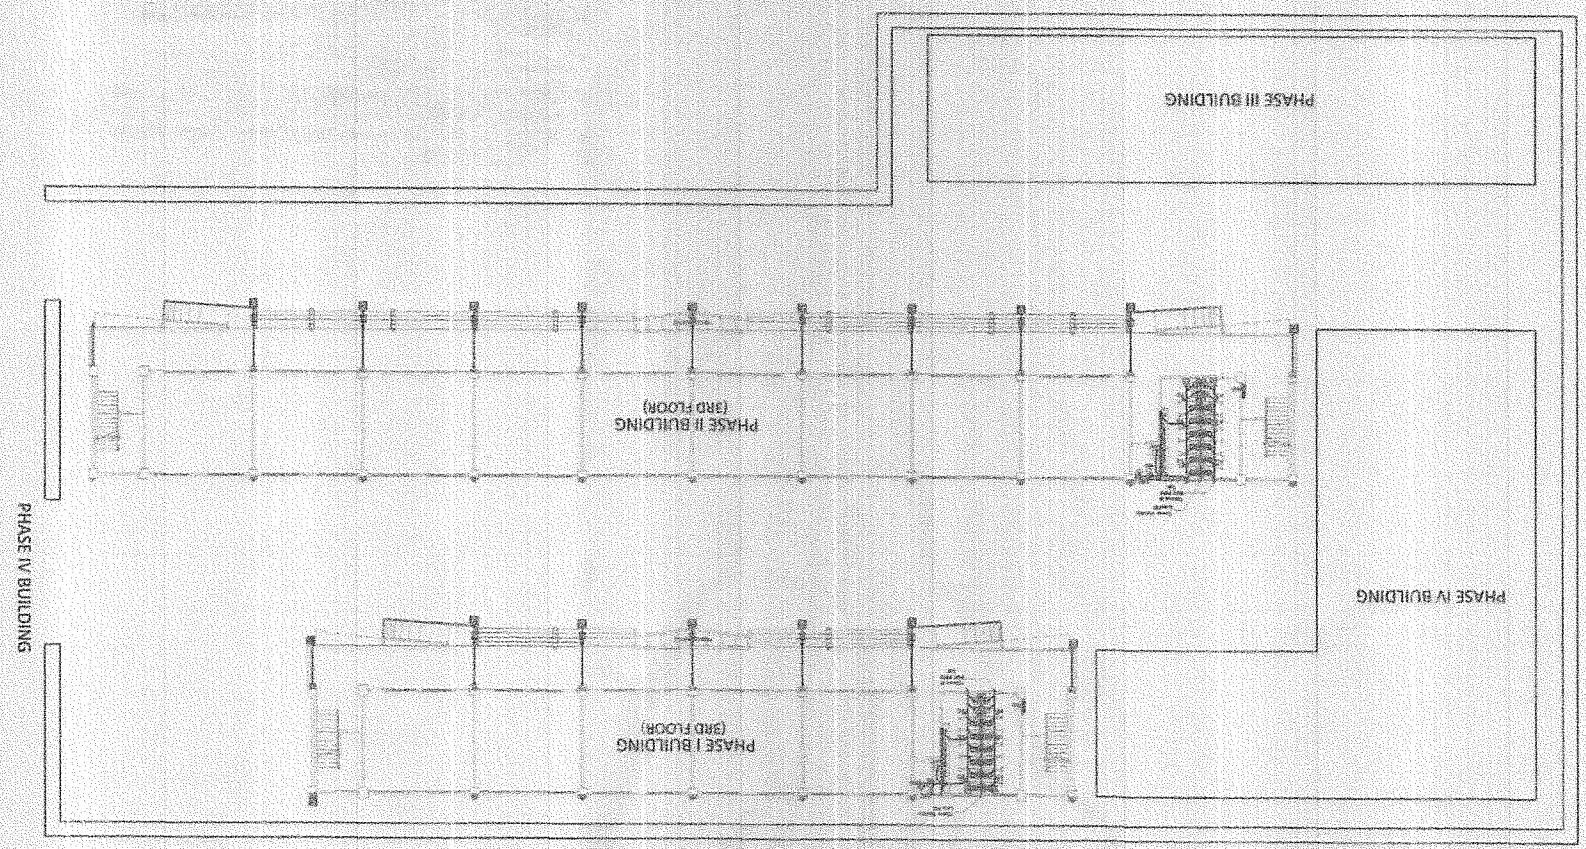 PHASE I BUILDING
(3RD FLOOR)
PHASE IV BUILDING
PHASE II BUILDING
(3RD FLOOR)
PHASE III BUILDING
PHASE IV BUILDING